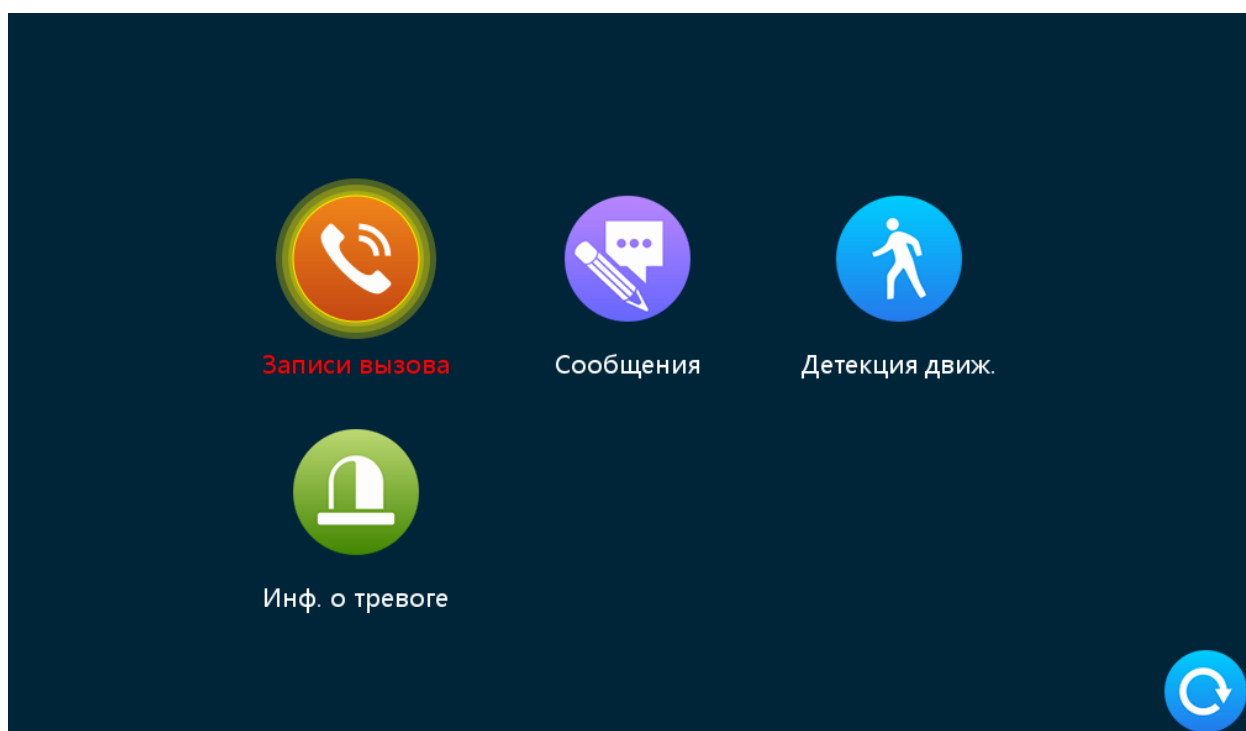 Записи вызова
Сообщения
Детекция движ.
Инф. о тревоге